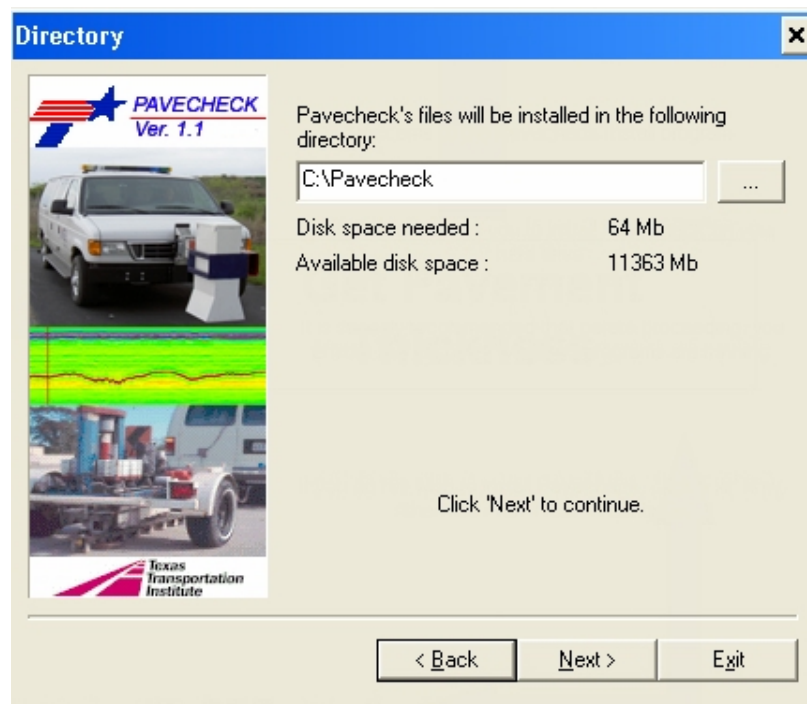 Directory
PAVECHECK
Ver. 1.1
Pavecheck's files will be installed in the following
directory:
C:\Pavecheck
...
Disk space needed : 64 Mb
Available disk space : 11363 Mb
Click 'Next' to continue.
Texas
Transportation
Institute
< Back
Next >
Exit